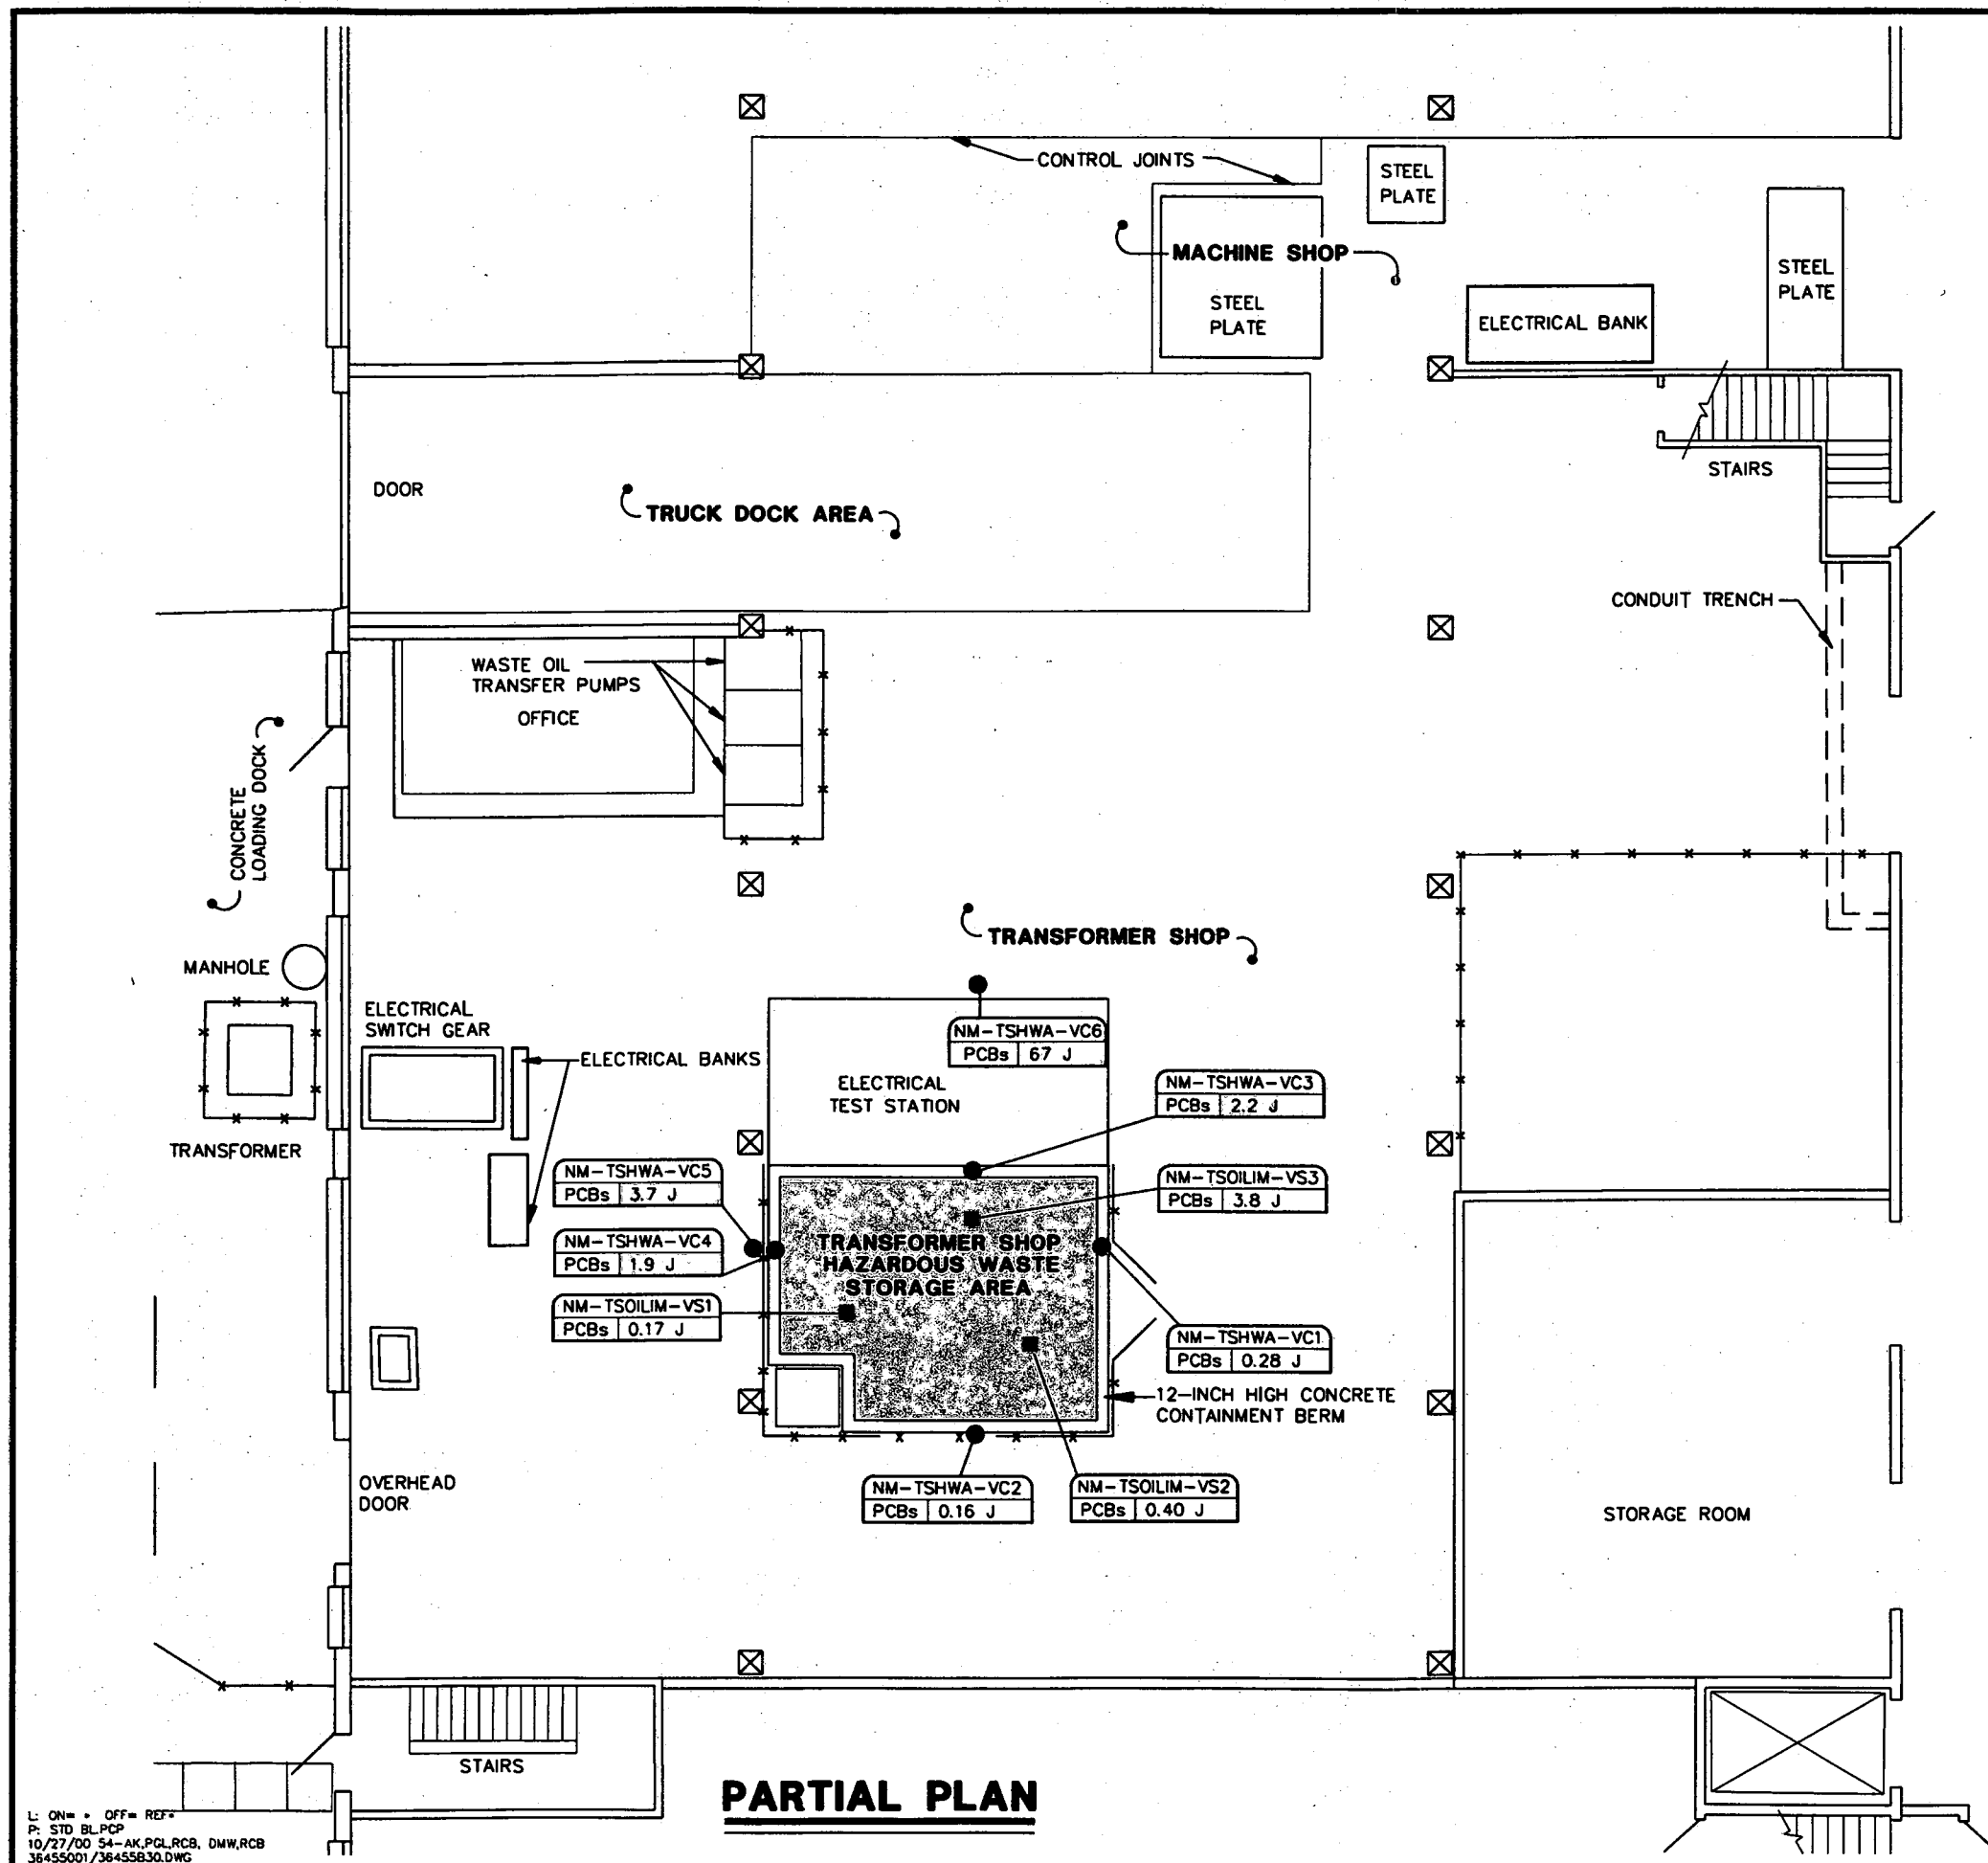 CONTROL JOINTS
STEEL
PLATE
MACHINE SHOP
STEEL
PLATE
STEEL
PLATE
ELECTRICAL BANK
STAIRS
DOOR
TRUCK DOCK AREA
CONDUIT TRENCH
WASTE OIL
TRANSFER PUMPS
OFFICE
CONCRETE
LOADING DOCK
TRANSFORMER SHOP
MANHOLE
ELECTRICAL
SWITCH GEAR
NM-TSHWA-VC6
PCBs 67 J
ELECTRICAL BANKS
ELECTRICAL
TEST STATION
NM-TSHWA-VC3
PCBs 2.2 J
TRANSFORMER
NM-TSHWA-VC5
PCBs 3.7 J
NM-TSOILIM-VS3
PCBs 3.8 J
NM-TSHWA-VC4
PCBs 1.9 J
TRANSFORMER SHOP
HAZARDOUS WASTE
STORAGE AREA
NM-TSOILIM-VS1
PCBs 0.17 J
NM-TSHWA-VC1
PCBs 0.28 J
12-INCH HIGH CONCRETE
CONTAINMENT BERM
OVERHEAD
DOOR
NM-TSHWA-VC2
PCBs 0.16 J
NM-TSOILIM-VS2
PCBs 0.40 J
STORAGE ROOM
STAIRS
PARTIAL PLAN
L: ON= * OFF= REF*
P: STD BL.PCP
10/27/00 54-AK,PGL,RCB, DMW,RCB
36455001/36455B30.DWG